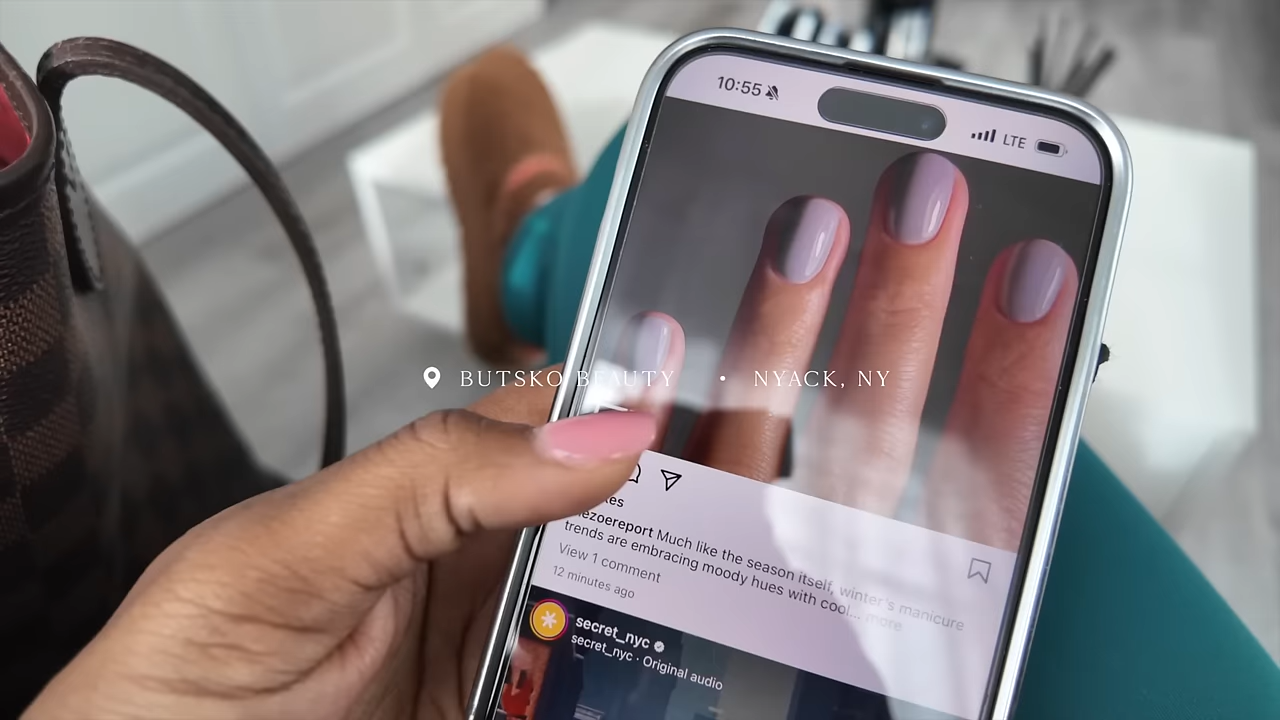 10:55
LTE
BUTSKO BEAUTY • NYACK, NY
ezoereport Much like the season itself, winter's manicure
trends are embracing moody hues with cool... more
View 1 comment
12 minutes ago
secret_nyc
secret_nyc · Original audio